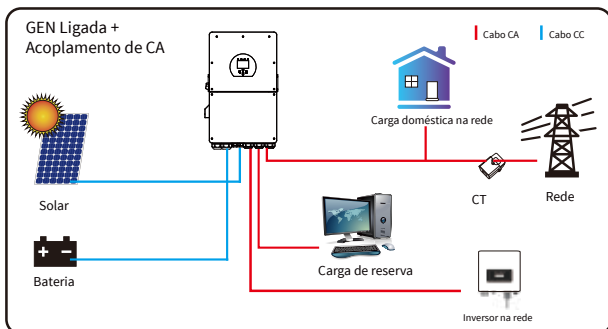 GEN Ligada +
Acoplamento de CA
Cabo CA
Cabo CC
Carga doméstica na rede
Solar
CT
Rede
Carga de reserva
Bateria
Inversor na rede